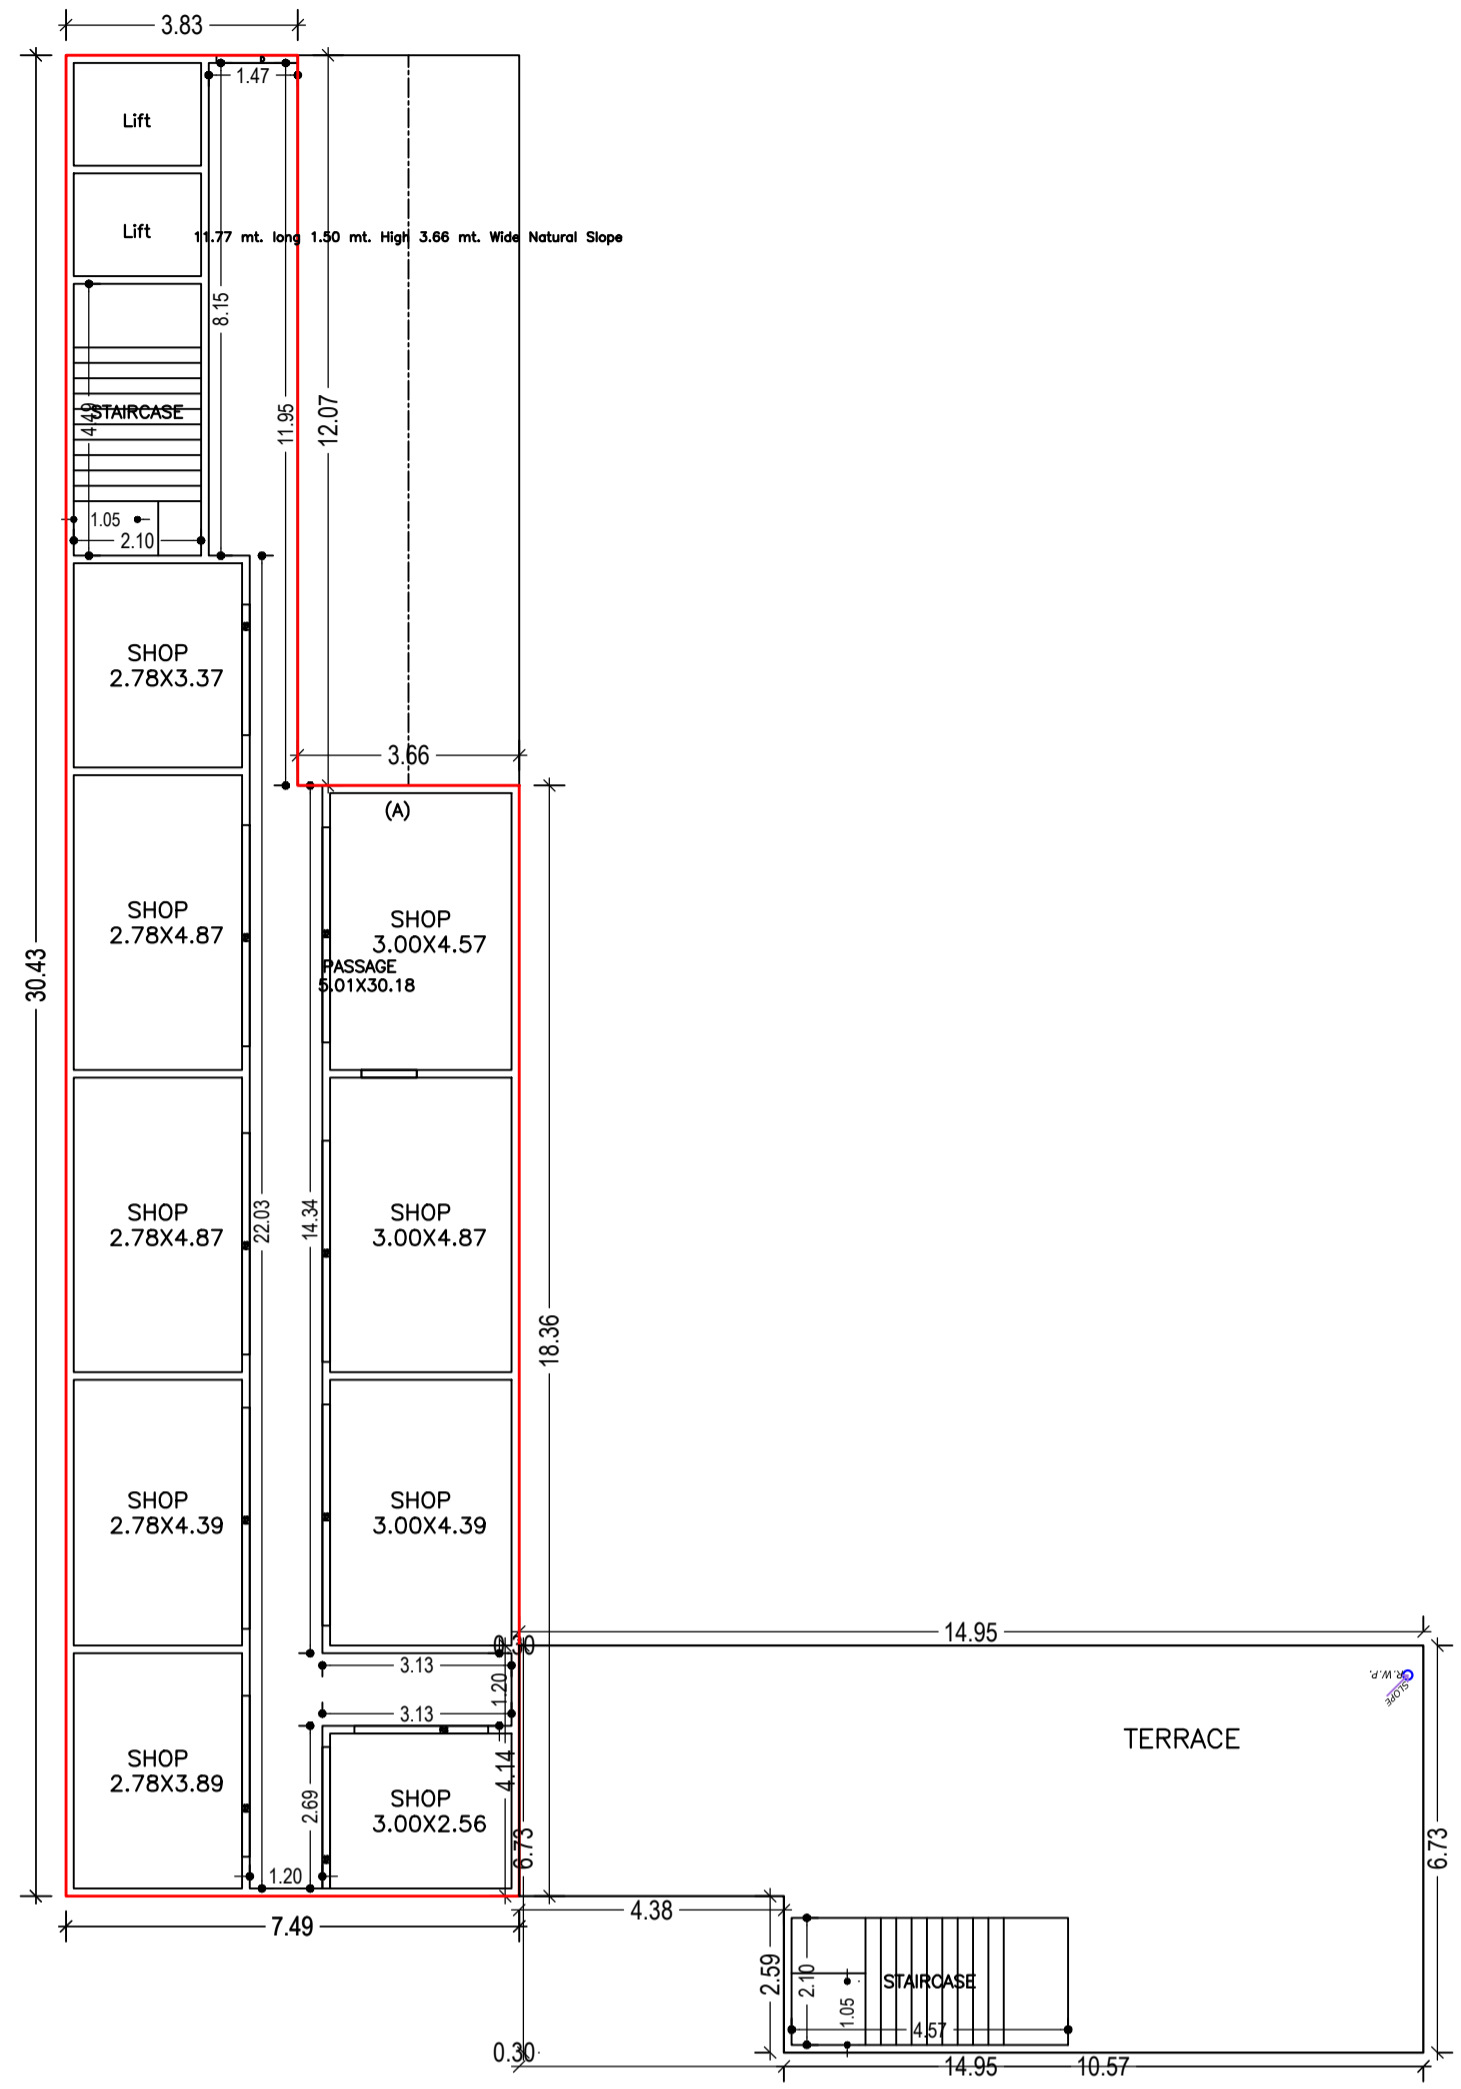 3.83
1.47
Lift
Lift
11.77 mt. long 1.50 mt. High 3.66 mt. Wide Natural Slope
8.15
11.95
12.07
4.49
STAIRCASE
1.05
2.10
SHOP
2.78X3.37
3.66
(A)
SHOP
2.78X4.87
SHOP
3.00X4.57
PASSAGE
5.01X30.18
30.43
SHOP
2.78X4.87
22.03
14.34
SHOP
3.00X4.87
18.36
SHOP
2.78X4.39
SHOP
3.00X4.39
0.30
14.95
3.13
1.20
3.13
R.W.P.
SLOPE
TERRACE
SHOP
2.78X3.89
2.69
4.14
SHOP
3.00X2.56
6.73
6.73
1.20
7.49
4.38
2.59
2.10
1.05
STAIRCASE
4.57
0.30
14.95
10.57